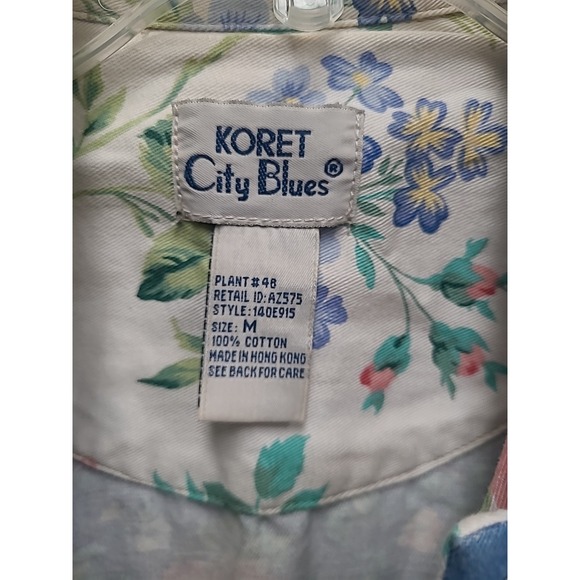 KORET
City Blues®
PLANT#48
RETAIL ID:AZ575
STYLE:140E915
SIZE: M
100% COTTON
MADE IN HONG KONG
SEE BACK FOR CARE